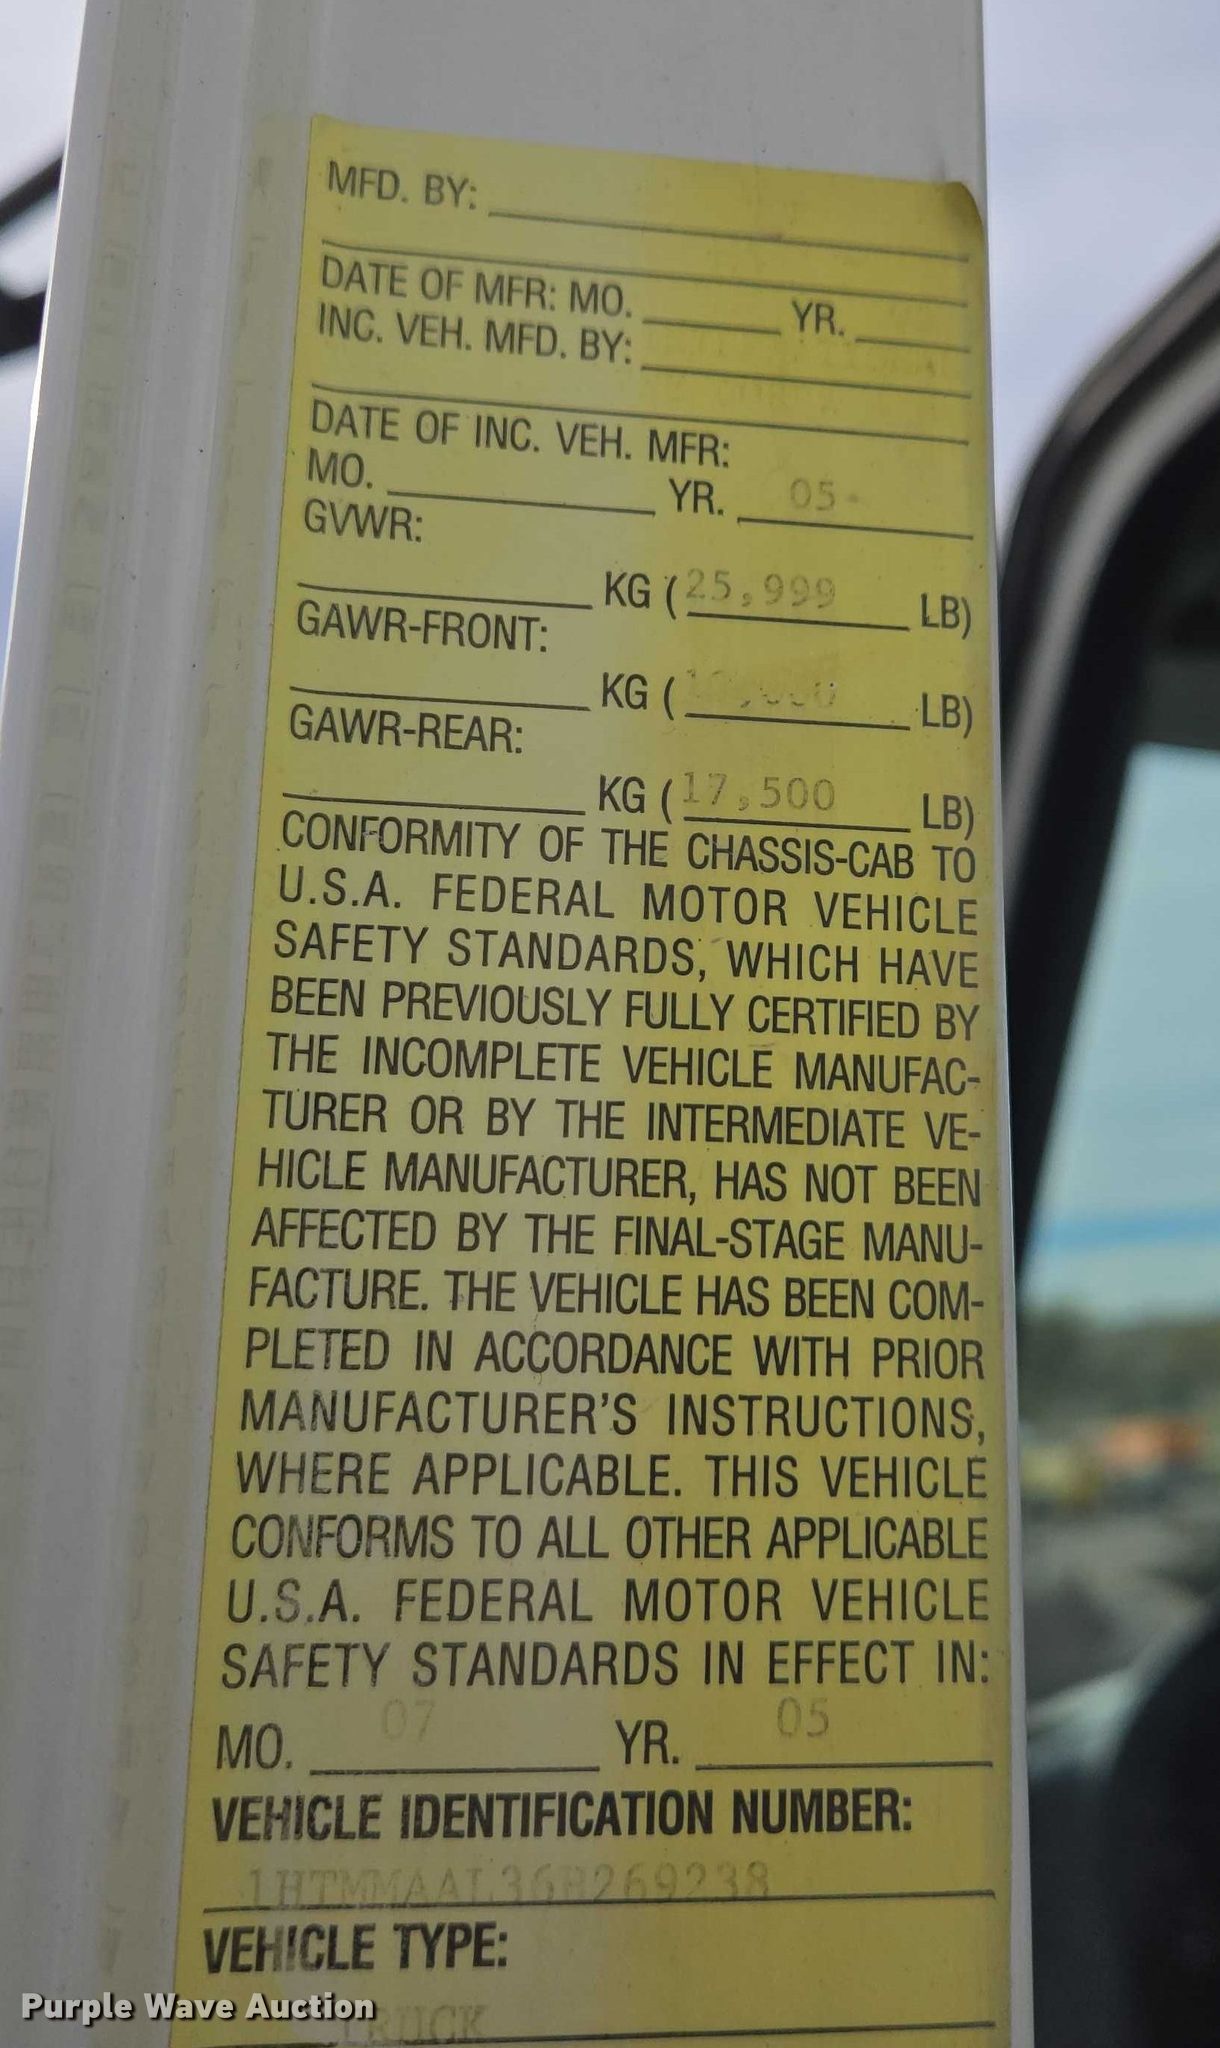 MFD. BY:
DATE OF MFR: MO. YR.
INC. VEH. MFD. BY:
DATE OF INC. VEH. MFR:
MO. YR. 05
GVWR:
KG (25,999 LB)
GAWR-FRONT:
KG ( LB)
GAWR-REAR:
KG (17,500 LB)
CONFORMITY OF THE CHASSIS-CAB TO
U.S.A. FEDERAL MOTOR VEHICLE
SAFETY STANDARDS, WHICH HAVE
BEEN PREVIOUSLY FULLY CERTIFIED BY
THE INCOMPLETE VEHICLE MANUFAC-
TURER OR BY THE INTERMEDIATE VE-
HICLE MANUFACTURER, HAS NOT BEEN
AFFECTED BY THE FINAL-STAGE MANU-
FACTURE. THE VEHICLE HAS BEEN COM-
PLETED IN ACCORDANCE WITH PRIOR
MANUFACTURER'S INSTRUCTIONS,
WHERE APPLICABLE. THIS VEHICLE
CONFORMS TO ALL OTHER APPLICABLE
U.S.A. FEDERAL MOTOR VEHICLE
SAFETY STANDARDS IN EFFECT IN:
MO. 07 YR. 05
VEHICLE IDENTIFICATION NUMBER:
1HTMMAAL36H269238
VEHICLE TYPE:
TRUCK
Purple Wave Auction